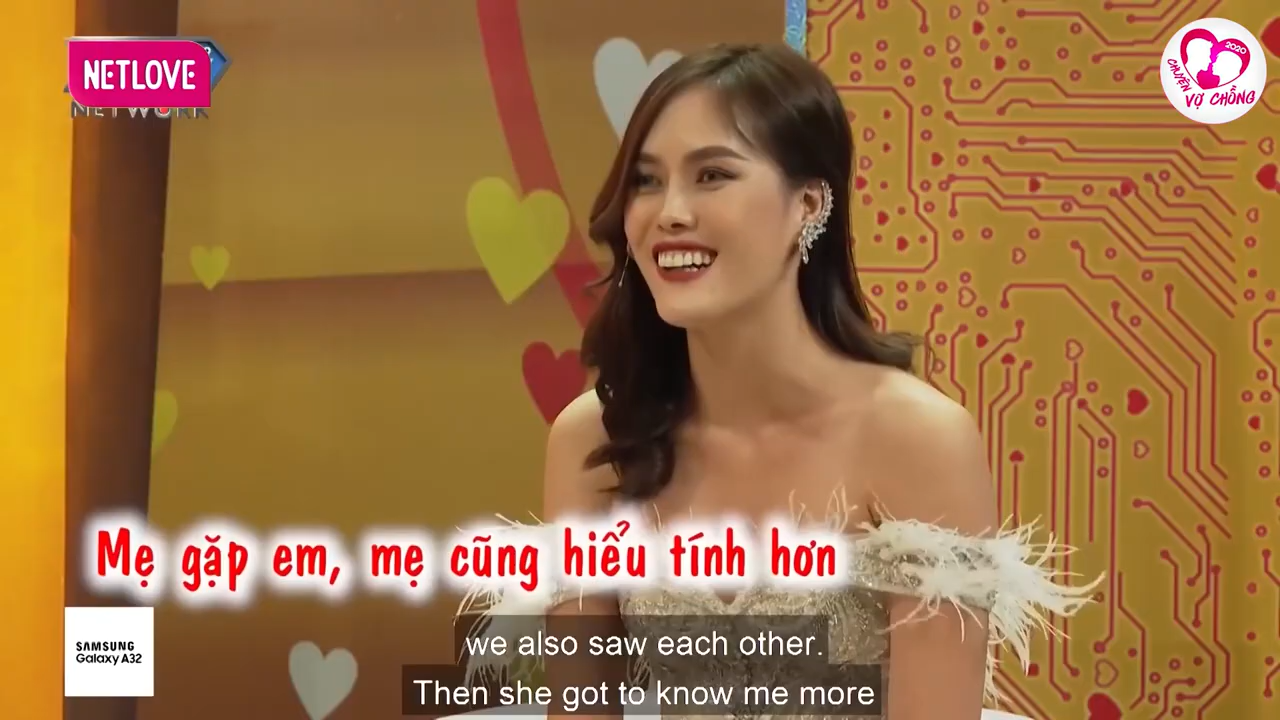 NETLOVE
NETWORK
2020
CHUYỆN
VỢ CHỒNG
Mẹ gặp em, mẹ cũng hiểu tính hơn
SAMSUNG
Galaxy A32
we also saw each other.
Then she got to know me more